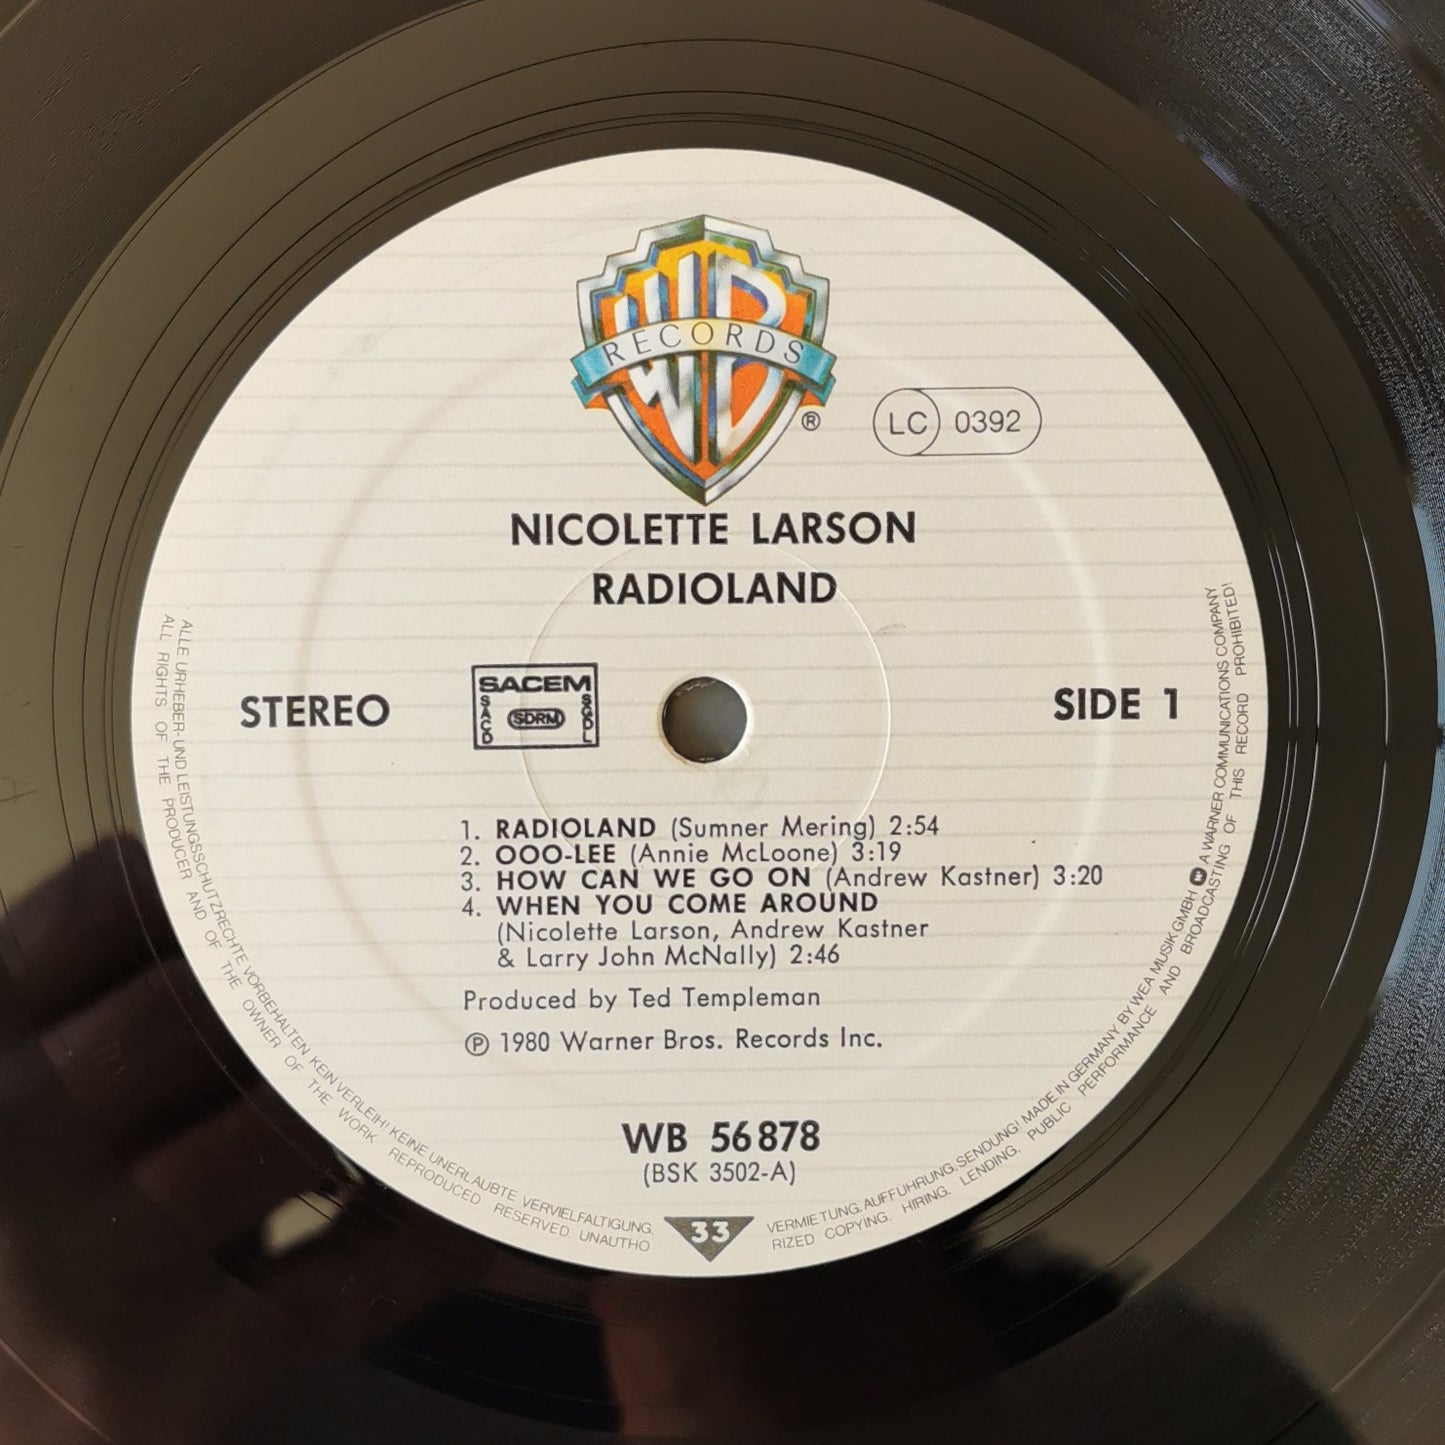 WB
RECORDS
®
LC 0392
NICOLETTE LARSON
RADIOLAND
STEREO
SACEM
SACD
SDRM
SGDL
SIDE 1
1. RADIOLAND (Sumner Mering) 2:54
2. OOO-LEE (Annie McLoone) 3:19
3. HOW CAN WE GO ON (Andrew Kastner) 3:20
4. WHEN YOU COME AROUND
(Nicolette Larson, Andrew Kastner
& Larry John McNally) 2:46
Produced by Ted Templeman
℗ 1980 Warner Bros. Records Inc.
WB 56 878
(BSK 3502-A)
33
ALLE URHEBER- UND LEISTUNGSSCHUTZRECHTE VORBEHALTEN. KEIN VERLEIH! KEINE UNERLAUBTE VERVIELFÄLTIGUNG, VERMIETUNG, AUFFÜHRUNG, SENDUNG! MADE IN GERMANY BY WEA MUSIK GMBH A WARNER COMMUNICATIONS COMPANY
ALL RIGHTS OF THE PRODUCER AND OF THE OWNER OF THE WORK REPRODUCED RESERVED. UNAUTHORIZED COPYING, HIRING, LENDING, PUBLIC PERFORMANCE AND BROADCASTING OF THIS RECORD PROHIBITED!